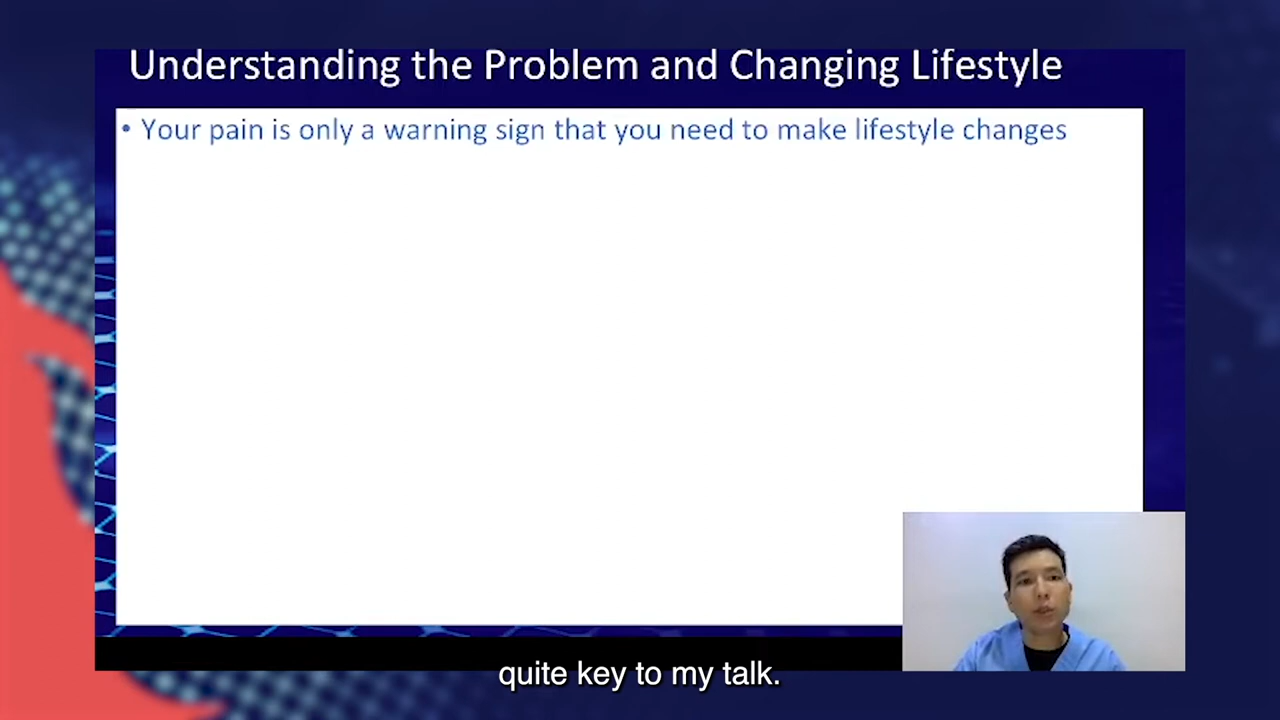 Understanding the Problem and Changing Lifestyle
• Your pain is only a warning sign that you need to make lifestyle changes
quite key to my talk.